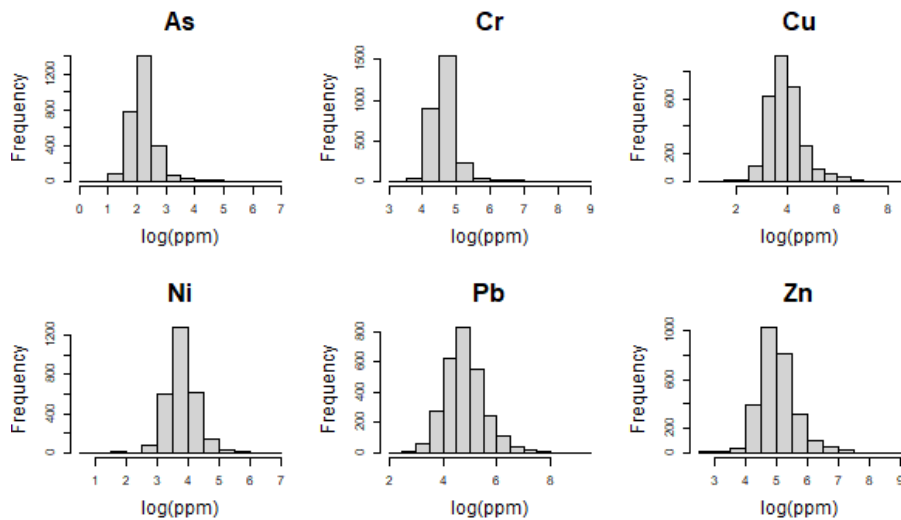 As
Frequency
0 400 800 1200
0 1 2 3 4 5 6 7
log(ppm)
Cr
Frequency
0 500 1000 1500
3 4 5 6 7 8 9
log(ppm)
Cu
Frequency
0 200 600
2 4 6 8
log(ppm)
Ni
Frequency
0 400 800 1200
1 2 3 4 5 6 7
log(ppm)
Pb
Frequency
0 200 400 600 800
2 4 6 8
log(ppm)
Zn
Frequency
0 200 600 1000
3 4 5 6 7 8 9
log(ppm)